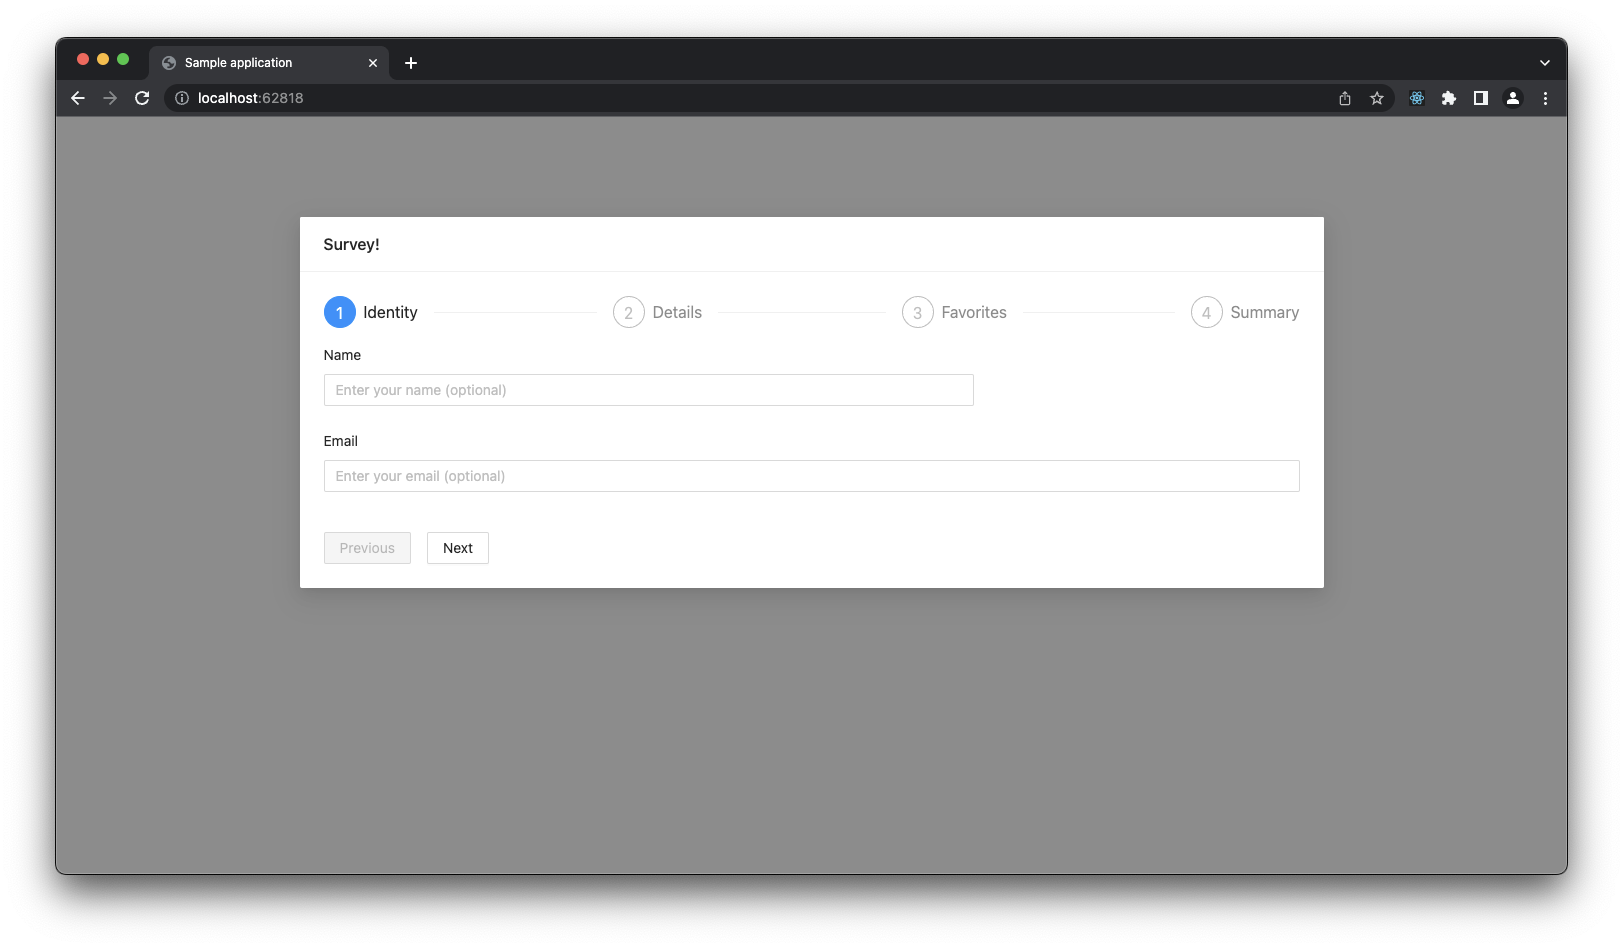 Sample application
localhost:62818
Survey!
1 Identity 2 Details 3 Favorites 4 Summary
Name
Enter your name (optional)
Email
Enter your email (optional)
Previous Next